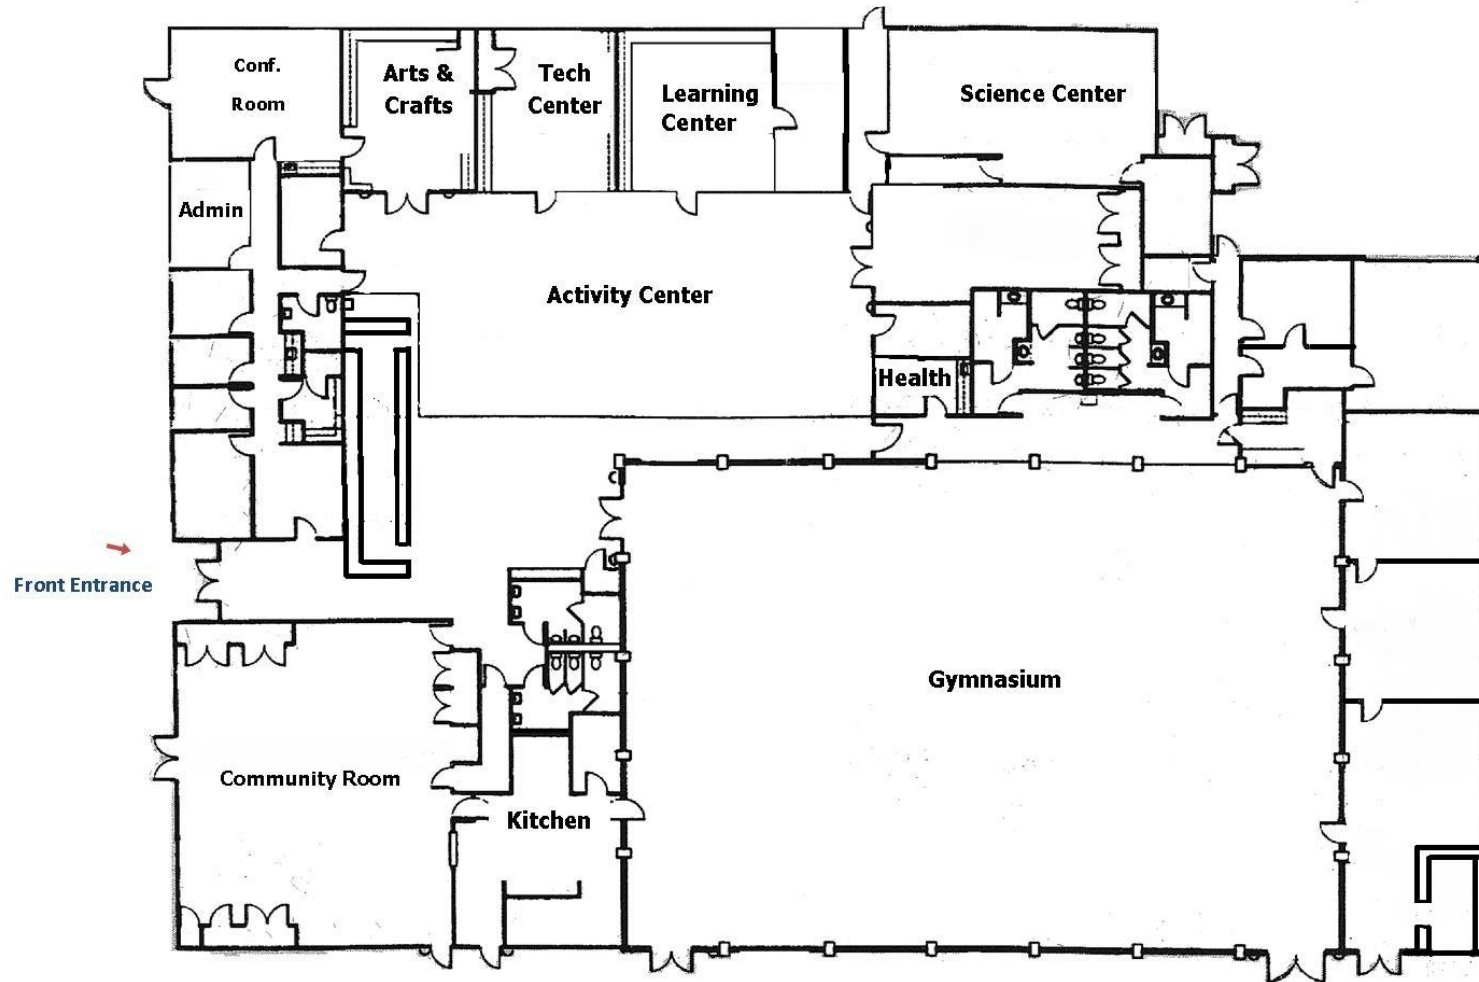 Conf.
Room
Arts &
Crafts
Tech
Center
Learning
Center
Science Center
Admin
Activity Center
Health
Front Entrance
Gymnasium
Community Room
Kitchen